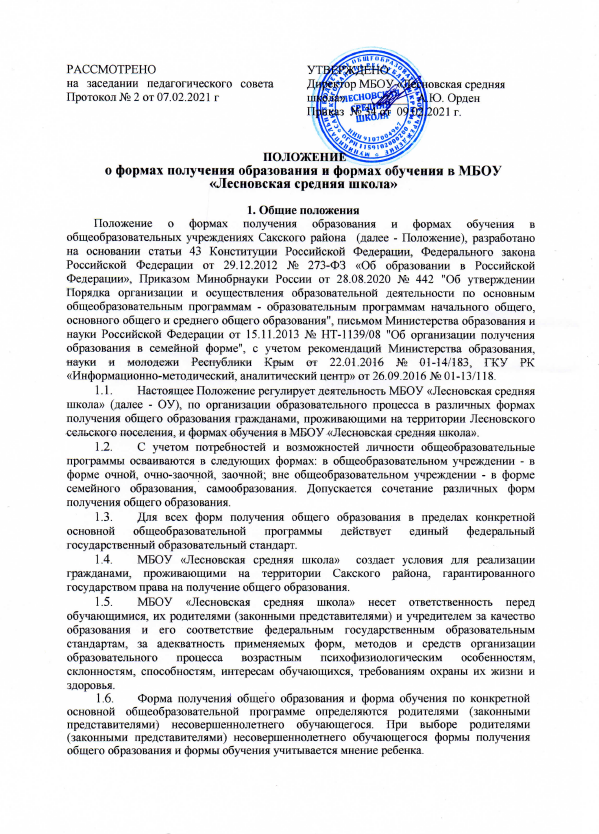 РАССМОТРЕНО
на заседании педагогического совета
Протокол № 2 от 07.02.2021 г
УТВЕРЖДЕНО
Директор МБОУ «Лесновская средняя
школа» А.Ю. Орден
Приказ № 34 от 09.02.2021 г.
ЛЕСНОВСКАЯ
СРЕДНЯЯ
ШКОЛА
ПОЛОЖЕНИЕ
о формах получения образования и формах обучения в МБОУ
«Лесновская средняя школа»
1. Общие положения
Положение о формах получения образования и формах обучения в
общеобразовательных учреждениях Сакского района (далее - Положение), разработано
на основании статьи 43 Конституции Российской Федерации, Федерального закона
Российской Федерации от 29.12.2012 № 273-ФЗ «Об образовании в Российской
Федерации», Приказом Минобрнауки России от 28.08.2020 № 442 "Об утверждении
Порядка организации и осуществления образовательной деятельности по основным
общеобразовательным программам - образовательным программам начального общего,
основного общего и среднего общего образования", письмом Министерства образования и
науки Российской Федерации от 15.11.2013 № НТ-1139/08 "Об организации получения
образования в семейной форме", с учетом рекомендаций Министерства образования,
науки и молодежи Республики Крым от 22.01.2016 № 01-14/183, ГКУ РК
«Информационно-методический, аналитический центр» от 26.09.2016 № 01-13/118.
1.1. Настоящее Положение регулирует деятельность МБОУ «Лесновская средняя
школа» (далее - ОУ), по организации образовательного процесса в различных формах
получения общего образования гражданами, проживающими на территории Лесновского
сельского поселения, и формах обучения в МБОУ «Лесновская средняя школа».
1.2. С учетом потребностей и возможностей личности общеобразовательные
программы осваиваются в следующих формах: в общеобразовательном учреждении - в
форме очной, очно-заочной, заочной; вне общеобразовательном учреждении - в форме
семейного образования, самообразования. Допускается сочетание различных форм
получения общего образования.
1.3. Для всех форм получения общего образования в пределах конкретной
основной общеобразовательной программы действует единый федеральный
государственный образовательный стандарт.
1.4. МБОУ «Лесновская средняя школа» создает условия для реализации
гражданами, проживающими на территории Сакского района, гарантированного
государством права на получение общего образования.
1.5. МБОУ «Лесновская средняя школа» несет ответственность перед
обучающимися, их родителями (законными представителями) и учредителем за качество
образования и его соответствие федеральным государственным образовательным
стандартам, за адекватность применяемых форм, методов и средств организации
образовательного процесса возрастным психофизиологическим особенностям,
склонностям, способностям, интересам обучающихся, требованиям охраны их жизни и
здоровья.
1.6. Форма получения общего образования и форма обучения по конкретной
основной общеобразовательной программе определяются родителями (законными
представителями) несовершеннолетнего обучающегося. При выборе родителями
(законными представителями) несовершеннолетнего обучающегося формы получения
общего образования и формы обучения учитывается мнение ребенка.